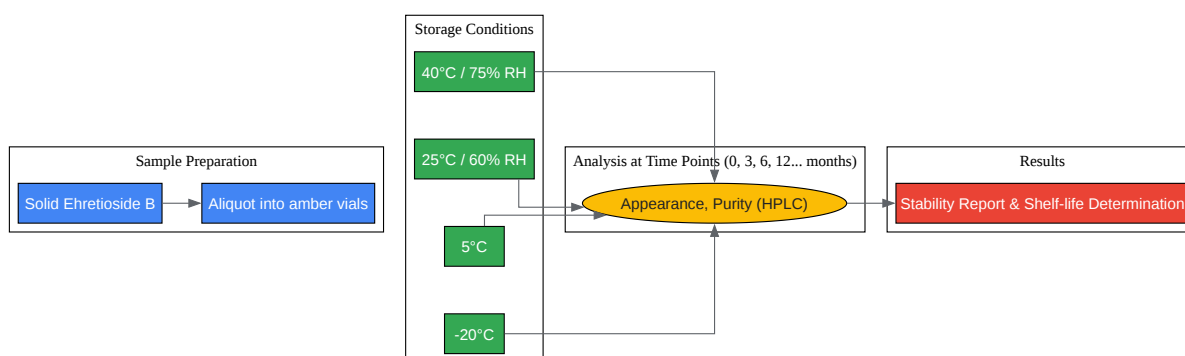 Sample Preparation
Solid Ehretioside B
Aliquot into amber vials
Storage Conditions
40°C / 75% RH
25°C / 60% RH
5°C
-20°C
Analysis at Time Points (0, 3, 6, 12... months)
Appearance, Purity (HPLC)
Results
Stability Report & Shelf-life Determination